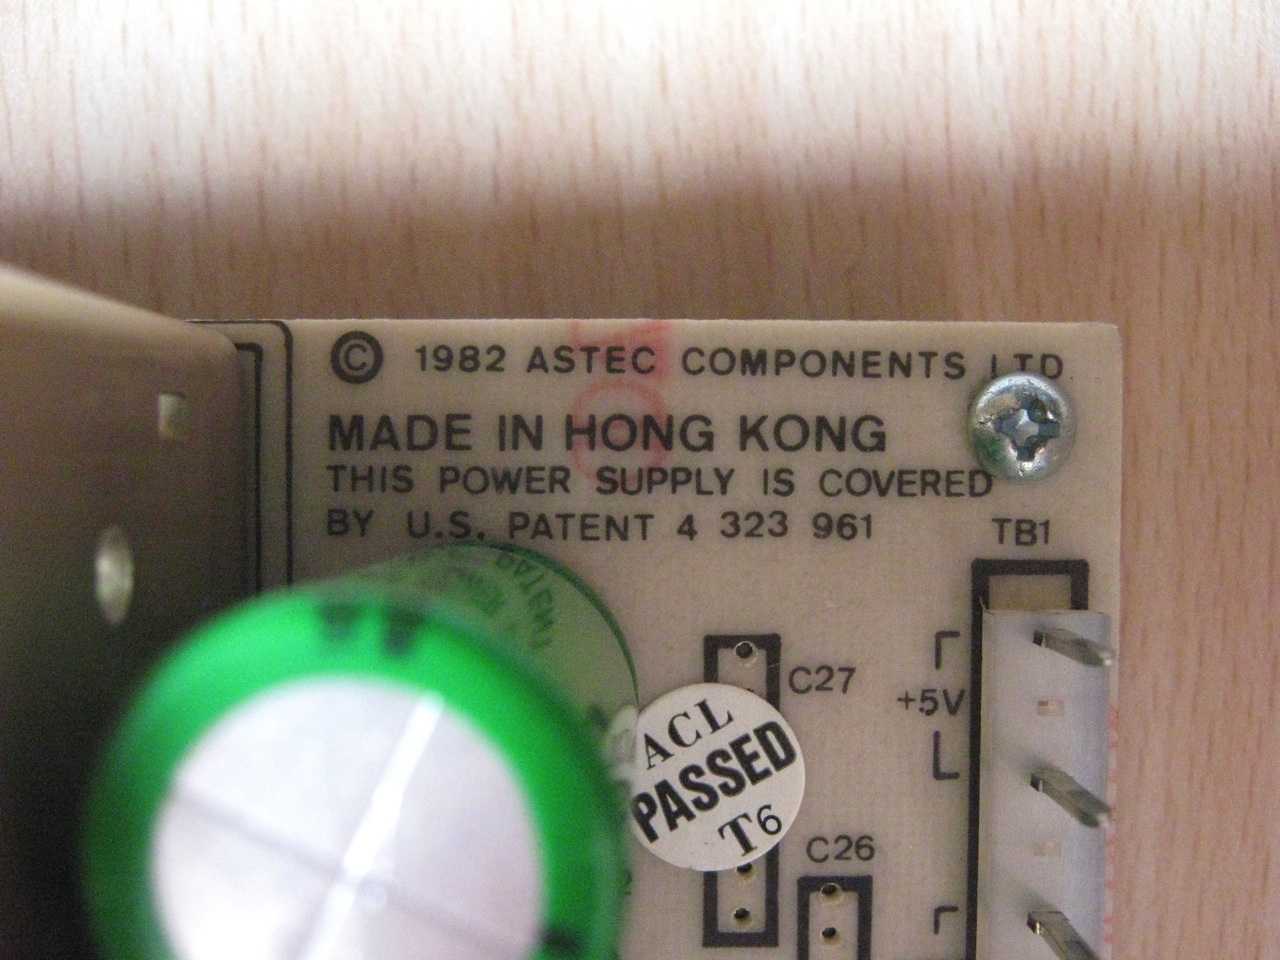 © 1982 ASTEC COMPONENTS LTD
MADE IN HONG KONG
THIS POWER SUPPLY IS COVERED
BY U.S. PATENT 4 323 961
TB1
C27
+5V
ACL
PASSED
T6
C26